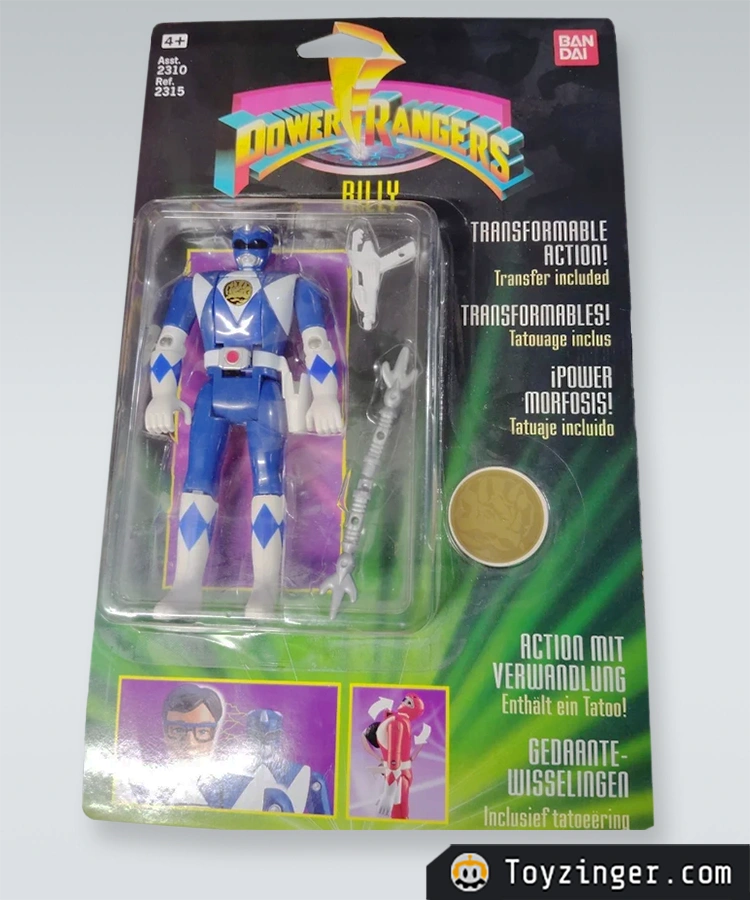 4+
Asst.
2310
Ref.
2315
BAN
DAI
POWER RANGERS
BILLY
TRANSFORMABLE
ACTION!
Transfer included
TRANSFORMABLES!
Tatouage inclus
¡POWER
MORFOSIS!
Tatuaje incluido
ACTION MIT
VERWANDLUNG
Enthält ein Tatoo!
GEDAANTE-
WISSELINGEN
Inclusief tatoeëring
Toyzinger.com